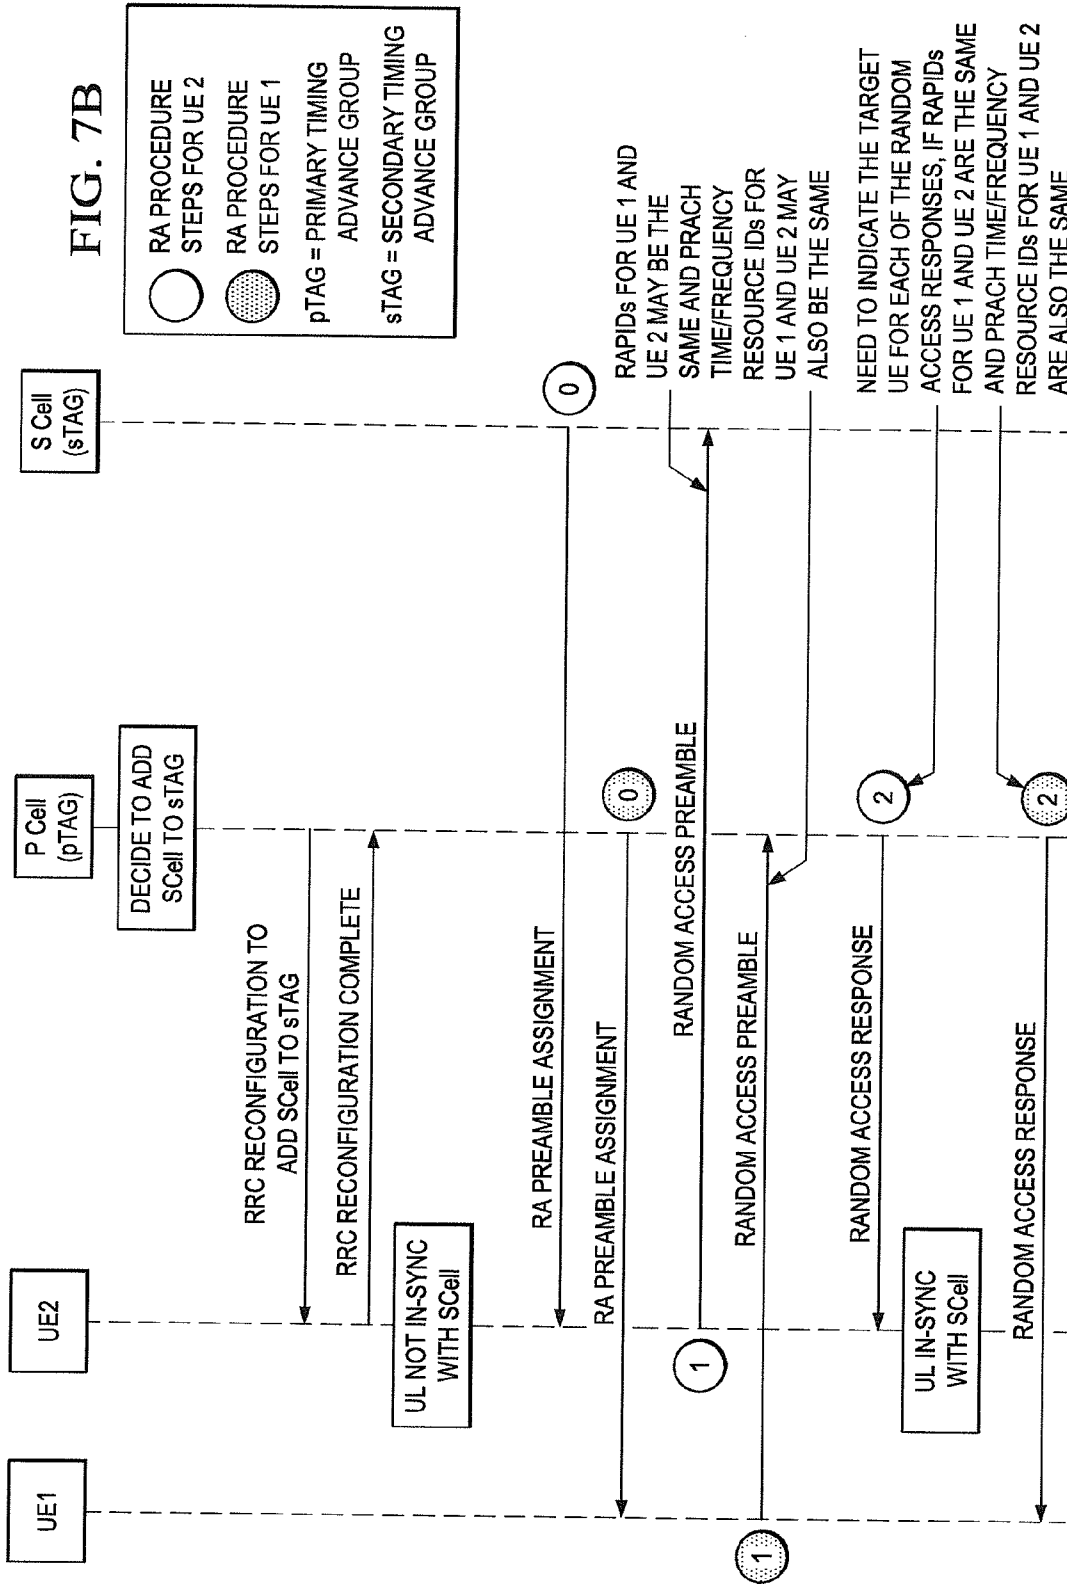 FIG. 7B
RA PROCEDURE
STEPS FOR UE 2
RA PROCEDURE
STEPS FOR UE 1
pTAG = PRIMARY TIMING
ADVANCE GROUP
sTAG = SECONDARY TIMING
ADVANCE GROUP
UE1
UE2
P Cell
(pTAG)
S Cell
(sTAG)
DECIDE TO ADD
SCell TO sTAG
RRC RECONFIGURATION TO
ADD SCell TO sTAG
RRC RECONFIGURATION COMPLETE
UL NOT IN-SYNC
WITH SCell
RA PREAMBLE ASSIGNMENT
0
RA PREAMBLE ASSIGNMENT
0
1
RANDOM ACCESS PREAMBLE
RAPIDs FOR UE 1 AND
UE 2 MAY BE THE
SAME AND PRACH
TIME/FREQUENCY
RESOURCE IDs FOR
UE 1 AND UE 2 MAY
ALSO BE THE SAME
1
RANDOM ACCESS PREAMBLE
RANDOM ACCESS RESPONSE
2
NEED TO INDICATE THE TARGET
UE FOR EACH OF THE RANDOM
ACCESS RESPONSES, IF RAPIDs
FOR UE 1 AND UE 2 ARE THE SAME
AND PRACH TIME/FREQUENCY
RESOURCE IDs FOR UE 1 AND UE 2
ARE ALSO THE SAME
UL IN-SYNC
WITH SCell
RANDOM ACCESS RESPONSE
2